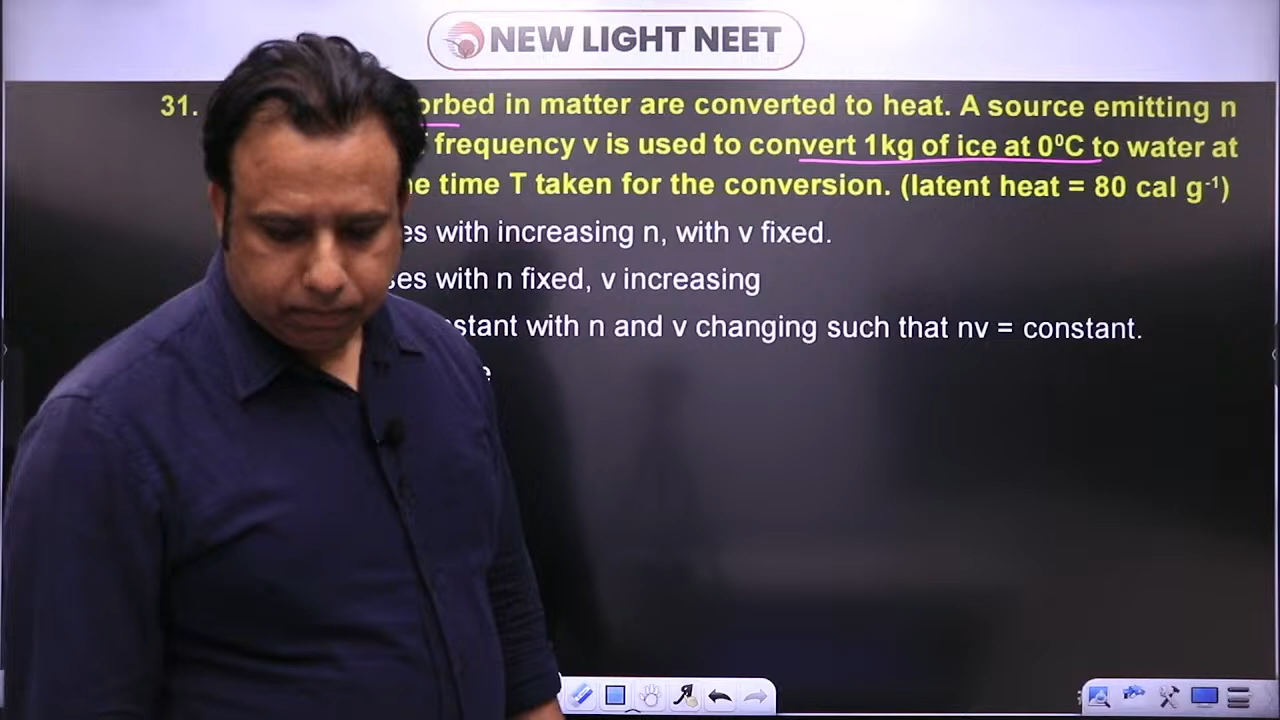 NEW LIGHT NEET
31. orbed in matter are converted to heat. A source emitting n
frequency v is used to convert 1kg of ice at 0⁰C to water at
e time T taken for the conversion. (latent heat = 80 cal g⁻¹)
es with increasing n, with v fixed.
ses with n fixed, v increasing
stant with n and v changing such that nv = constant.
e